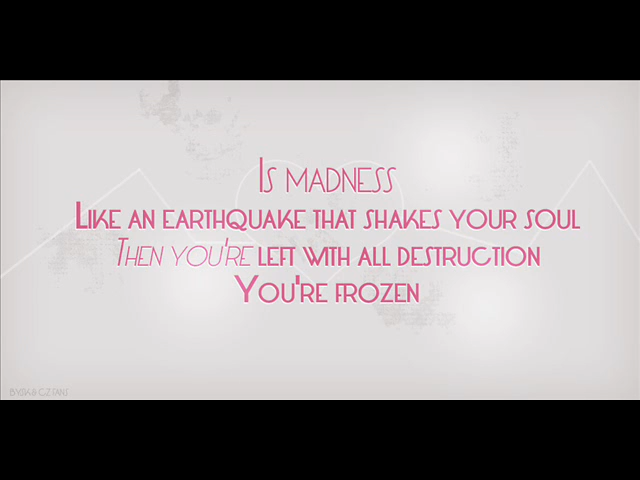 Is madness
Like an earthquake that shakes your soul
Then you're left with all destruction
You're frozen